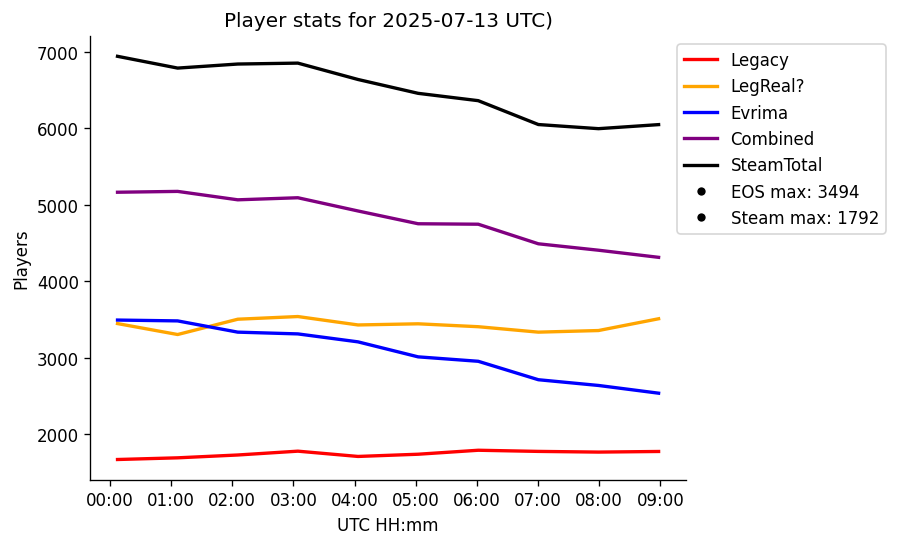 Player stats for 2025-07-13 UTC)
Players
7000
6000
5000
4000
3000
2000
00:00 01:00 02:00 03:00 04:00 05:00 06:00 07:00 08:00 09:00
UTC HH:mm
Legacy
LegReal?
Evrima
Combined
SteamTotal
EOS max: 3494
Steam max: 1792